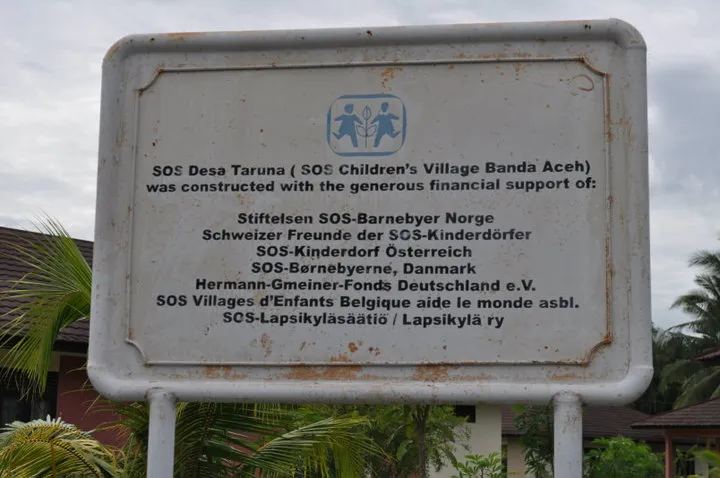 SOS Desa Taruna ( SOS Children's Village Banda Aceh)
was constructed with the generous financial support of:
Stiftelsen SOS-Barnebyer Norge
Schweizer Freunde der SOS-Kinderdörfer
SOS-Kinderdorf Österreich
SOS-Børnebyerne, Danmark
Hermann-Gmeiner-Fonds Deutschland e.V.
SOS Villages d'Enfants Belgique aide le monde asbl.
SOS-Lapsikyläsäätiö / Lapsikylä ry